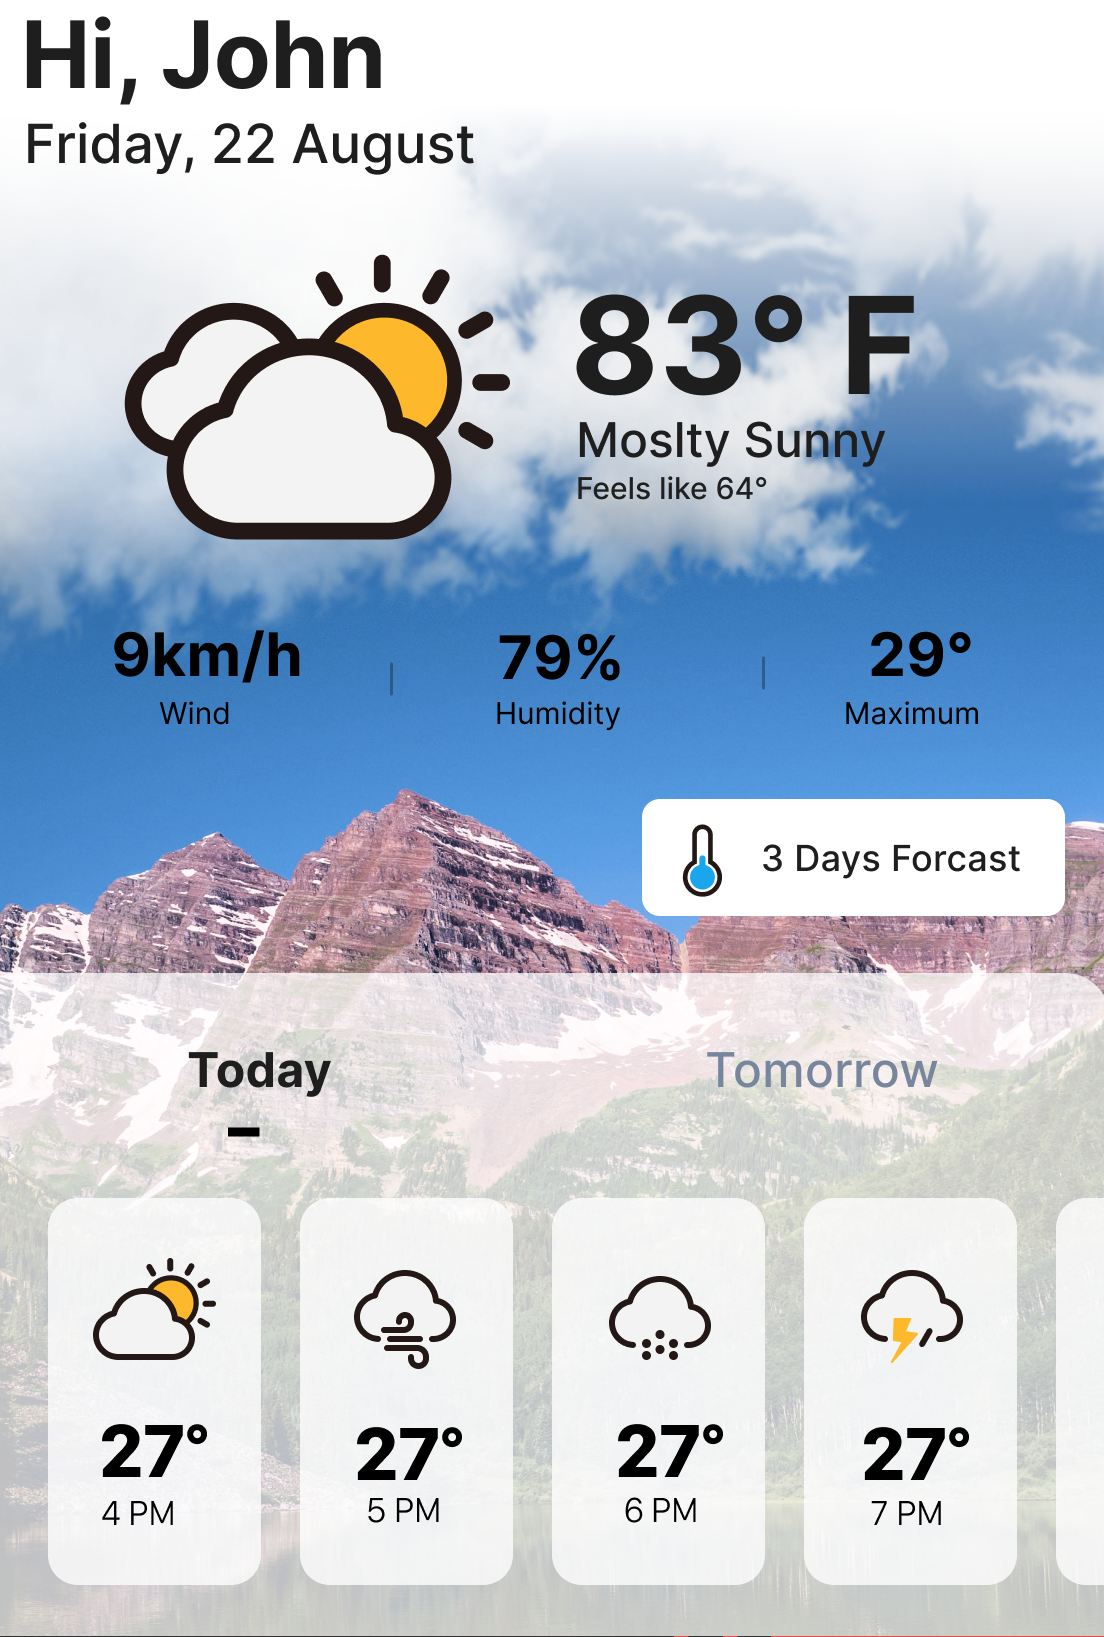 Hi, John
Friday, 22 August
83° F
Moslty Sunny
Feels like 64°
9km/h
79%
29°
Wind
Humidity
Maximum
3 Days Forcast
Today
Tomorrow
27°
27°
27°
27°
4 PM
5 PM
6 PM
7 PM